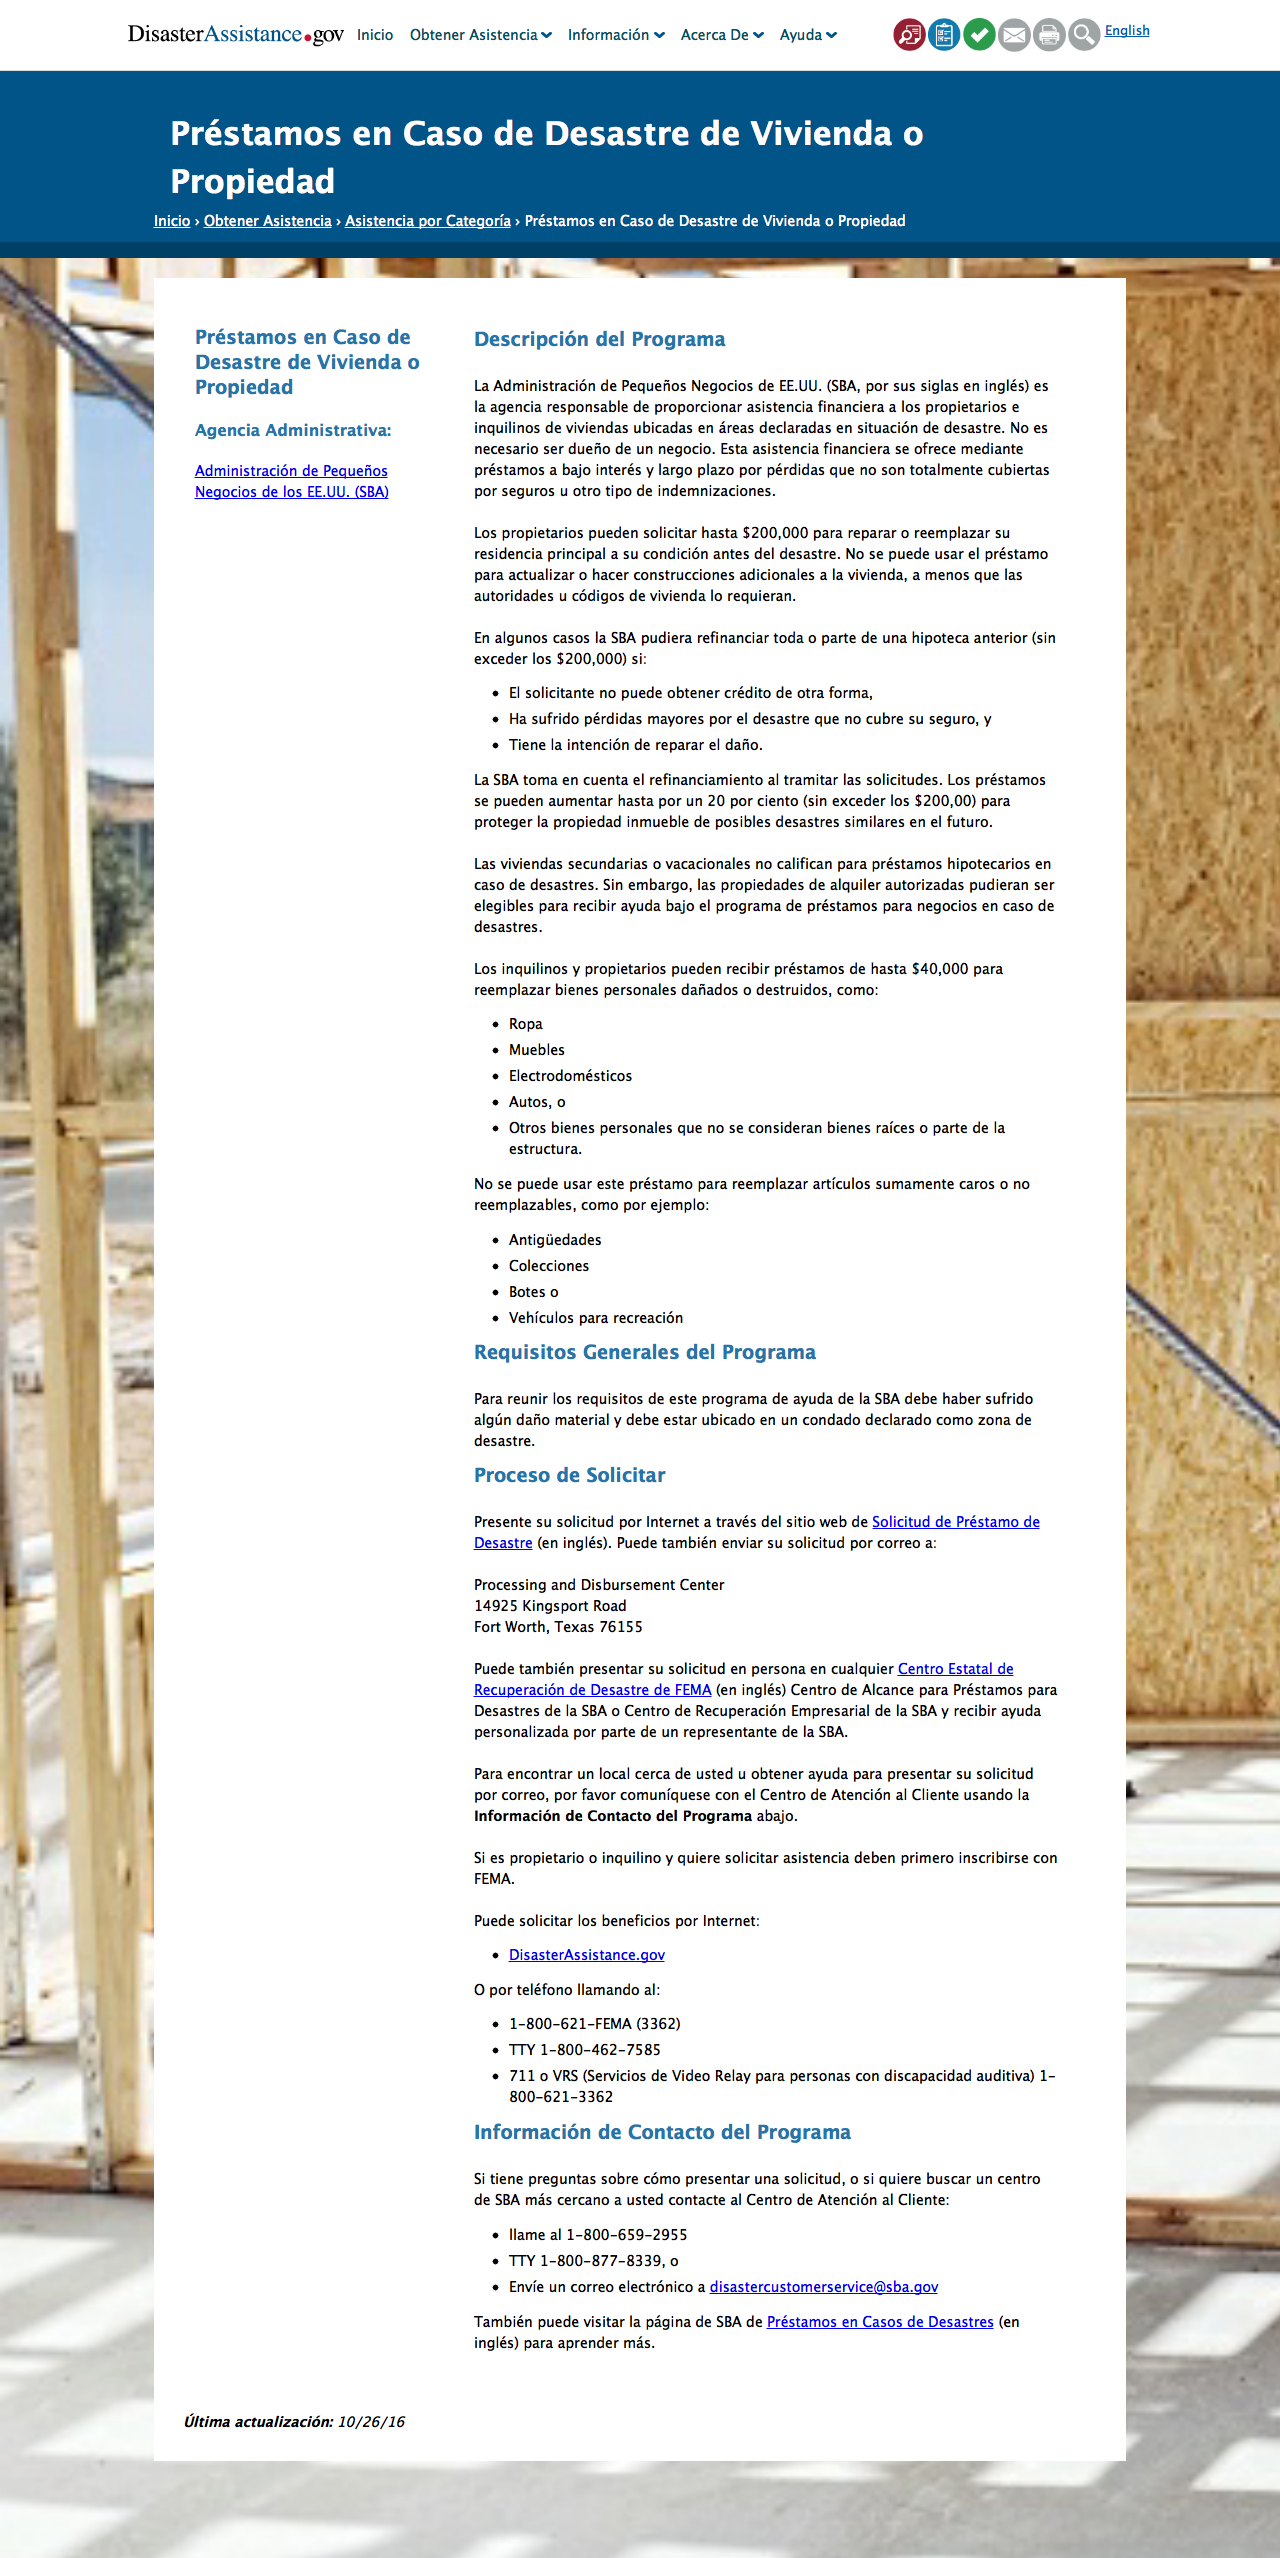 DisasterAssistance.gov Inicio Obtener Asistencia Información Acerca De Ayuda English
Préstamos en Caso de Desastre de Vivienda o
Propiedad
Inicio › Obtener Asistencia › Asistencia por Categoría › Préstamos en Caso de Desastre de Vivienda o Propiedad
Préstamos en Caso de
Desastre de Vivienda o
Propiedad
Agencia Administrativa:
Administración de Pequeños
Negocios de los EE.UU. (SBA)
Descripción del Programa
La Administración de Pequeños Negocios de EE.UU. (SBA, por sus siglas en inglés) es
la agencia responsable de proporcionar asistencia financiera a los propietarios e
inquilinos de viviendas ubicadas en áreas declaradas en situación de desastre. No es
necesario ser dueño de un negocio. Esta asistencia financiera se ofrece mediante
préstamos a bajo interés y largo plazo por pérdidas que no son totalmente cubiertas
por seguros u otro tipo de indemnizaciones.
Los propietarios pueden solicitar hasta $200,000 para reparar o reemplazar su
residencia principal a su condición antes del desastre. No se puede usar el préstamo
para actualizar o hacer construcciones adicionales a la vivienda, a menos que las
autoridades u códigos de vivienda lo requieran.
En algunos casos la SBA pudiera refinanciar toda o parte de una hipoteca anterior (sin
exceder los $200,000) si:
• El solicitante no puede obtener crédito de otra forma,
• Ha sufrido pérdidas mayores por el desastre que no cubre su seguro, y
• Tiene la intención de reparar el daño.
La SBA toma en cuenta el refinanciamiento al tramitar las solicitudes. Los préstamos
se pueden aumentar hasta por un 20 por ciento (sin exceder los $200,00) para
proteger la propiedad inmueble de posibles desastres similares en el futuro.
Las viviendas secundarias o vacacionales no califican para préstamos hipotecarios en
caso de desastres. Sin embargo, las propiedades de alquiler autorizadas pudieran ser
elegibles para recibir ayuda bajo el programa de préstamos para negocios en caso de
desastres.
Los inquilinos y propietarios pueden recibir préstamos de hasta $40,000 para
reemplazar bienes personales dañados o destruidos, como:
• Ropa
• Muebles
• Electrodomésticos
• Autos, o
• Otros bienes personales que no se consideran bienes raíces o parte de la
estructura.
No se puede usar este préstamo para reemplazar artículos sumamente caros o no
reemplazables, como por ejemplo:
• Antigüedades
• Colecciones
• Botes o
• Vehículos para recreación
Requisitos Generales del Programa
Para reunir los requisitos de este programa de ayuda de la SBA debe haber sufrido
algún daño material y debe estar ubicado en un condado declarado como zona de
desastre.
Proceso de Solicitar
Presente su solicitud por Internet a través del sitio web de Solicitud de Préstamo de
Desastre (en inglés). Puede también enviar su solicitud por correo a:
Processing and Disbursement Center
14925 Kingsport Road
Fort Worth, Texas 76155
Puede también presentar su solicitud en persona en cualquier Centro Estatal de
Recuperación de Desastre de FEMA (en inglés) Centro de Alcance para Préstamos para
Desastres de la SBA o Centro de Recuperación Empresarial de la SBA y recibir ayuda
personalizada por parte de un representante de la SBA.
Para encontrar un local cerca de usted u obtener ayuda para presentar su solicitud
por correo, por favor comuníquese con el Centro de Atención al Cliente usando la
Información de Contacto del Programa abajo.
Si es propietario o inquilino y quiere solicitar asistencia deben primero inscribirse con
FEMA.
Puede solicitar los beneficios por Internet:
• DisasterAssistance.gov
O por teléfono llamando al:
• 1-800-621-FEMA (3362)
• TTY 1-800-462-7585
• 711 o VRS (Servicios de Video Relay para personas con discapacidad auditiva) 1-
800-621-3362
Información de Contacto del Programa
Si tiene preguntas sobre cómo presentar una solicitud, o si quiere buscar un centro
de SBA más cercano a usted contacte al Centro de Atención al Cliente:
• llame al 1-800-659-2955
• TTY 1-800-877-8339, o
• Envíe un correo electrónico a disastercustomerservice@sba.gov
También puede visitar la página de SBA de Préstamos en Casos de Desastres (en
inglés) para aprender más.
Última actualización: 10/26/16